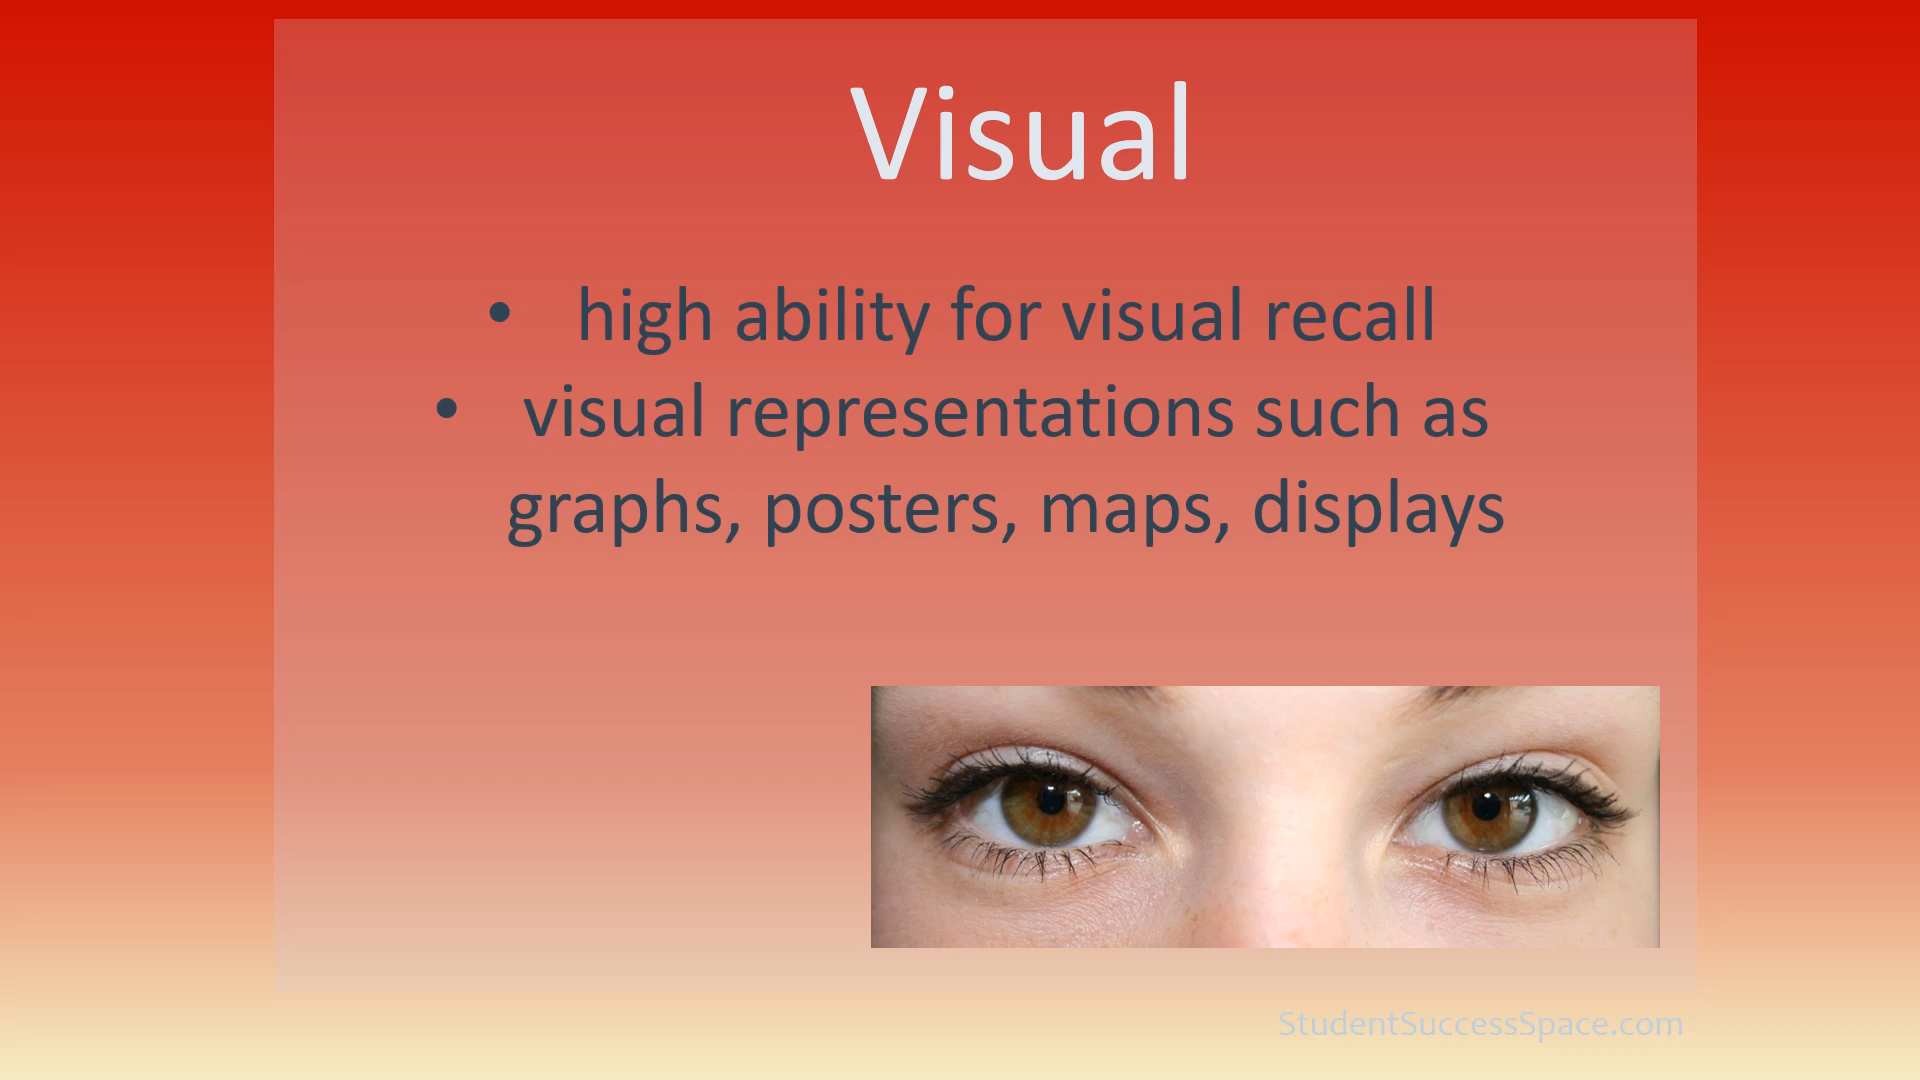 Visual
• high ability for visual recall
• visual representations such as
graphs, posters, maps, displays
StudentSuccessSpace.com